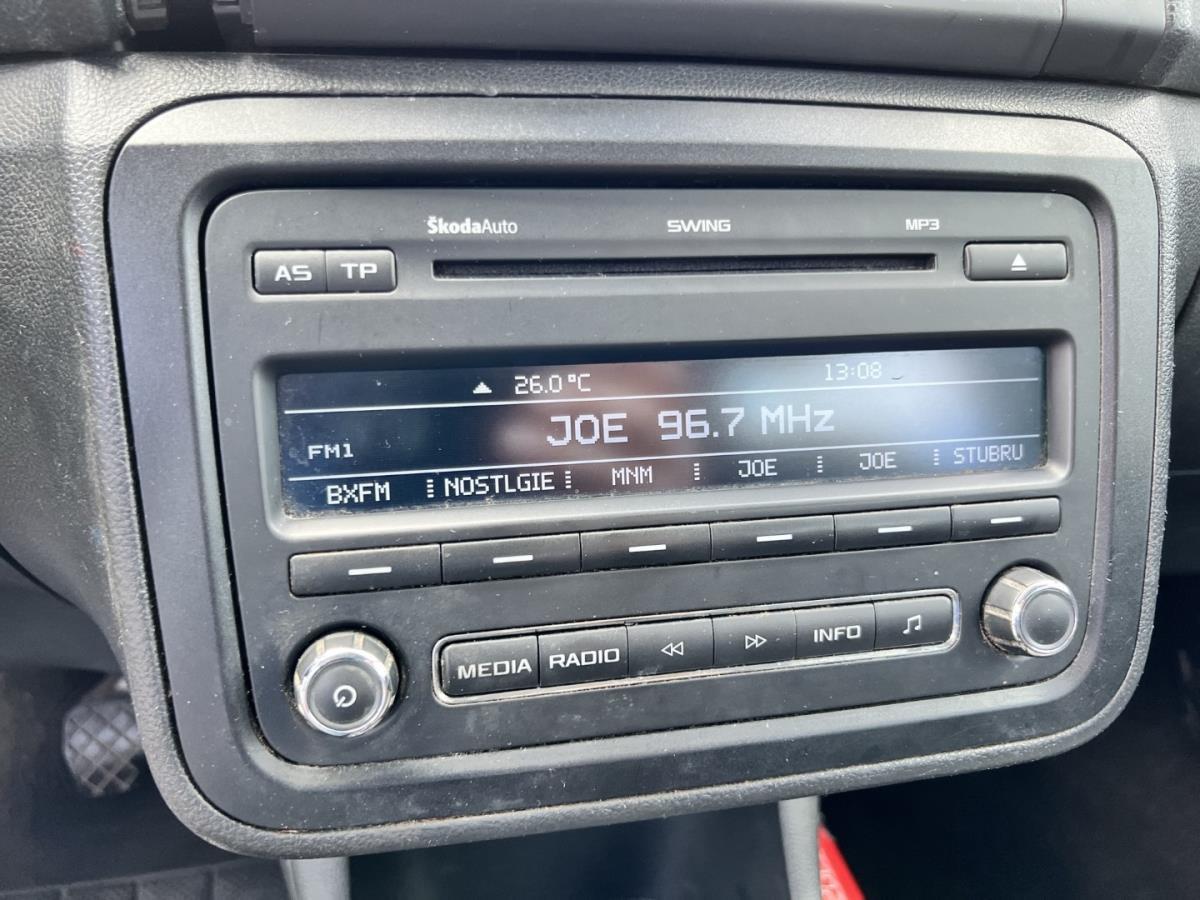 ŠkodaAuto SWING MP3
AS TP
26.0°C 13:08
JOE 96.7 MHz
FM1
BXFM NOSTLGIE MNM JOE JOE STUBRU
MEDIA RADIO INFO